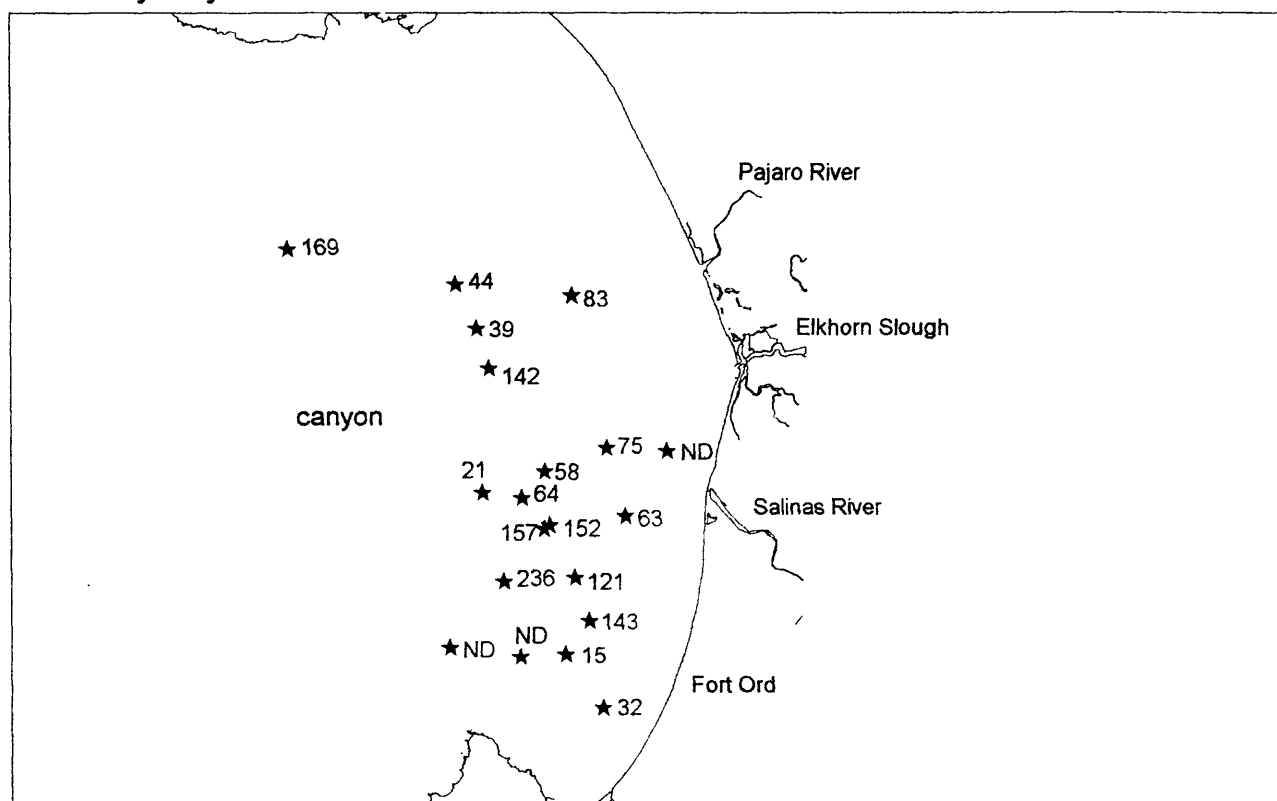 Pajaro River
169
44
83
39
Elkhorn Slough
142
canyon
75
ND
21
58
64
Salinas River
63
157
152
236
121
143
ND
ND
15
Fort Ord
32